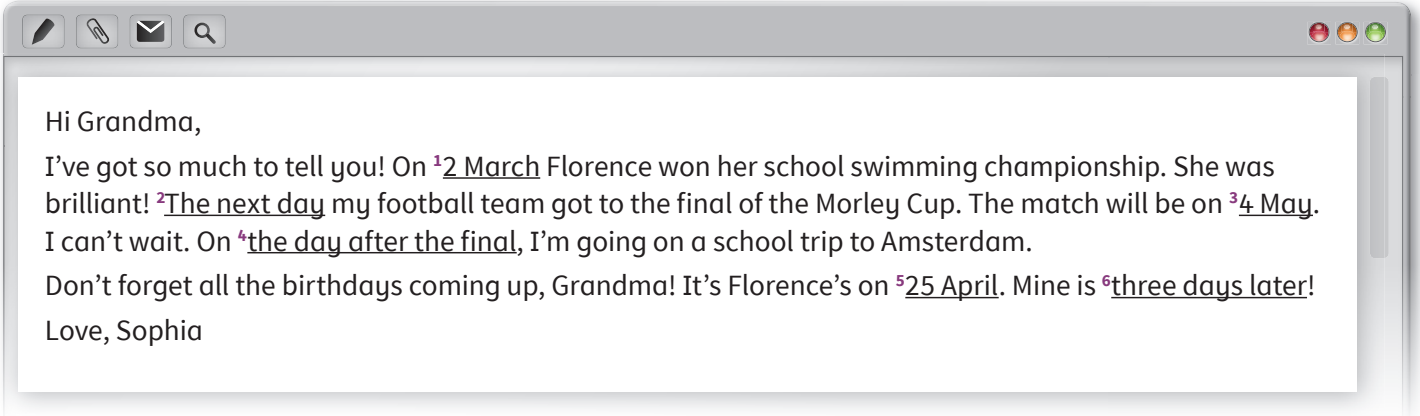 Hi Grandma,
I've got so much to tell you! On ¹2 March Florence won her school swimming championship. She was
brilliant! ²The next day my football team got to the final of the Morley Cup. The match will be on ³4 May.
I can't wait. On ⁴the day after the final, I'm going on a school trip to Amsterdam.
Don't forget all the birthdays coming up, Grandma! It's Florence's on ⁵25 April. Mine is ⁶three days later!
Love, Sophia